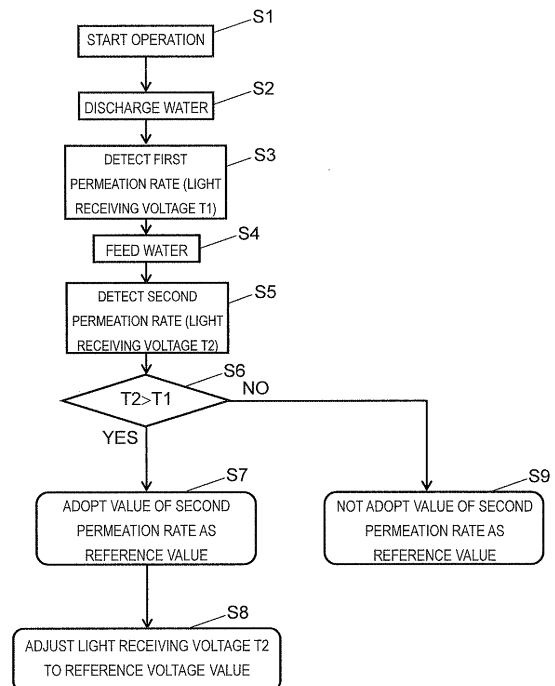 S1
START OPERATION
S2
DISCHARGE WATER
S3
DETECT FIRST
PERMEATION RATE (LIGHT
RECEIVING VOLTAGE T1)
S4
FEED WATER
S5
DETECT SECOND
PERMEATION RATE (LIGHT
RECEIVING VOLTAGE T2)
S6
T2>T1
NO
YES
S7
ADOPT VALUE OF SECOND
PERMEATION RATE AS
REFERENCE VALUE
S9
NOT ADOPT VALUE OF SECOND
PERMEATION RATE AS
REFERENCE VALUE
S8
ADJUST LIGHT RECEIVING VOLTAGE T2
TO REFERENCE VOLTAGE VALUE